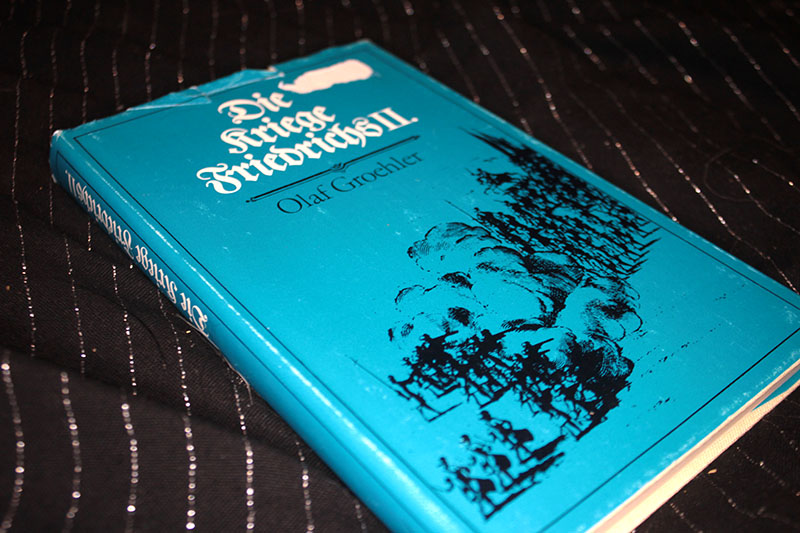 Die
Kriege
Friedrichs II.
Olaf Groehler
Die Kriege Friedrichs II.